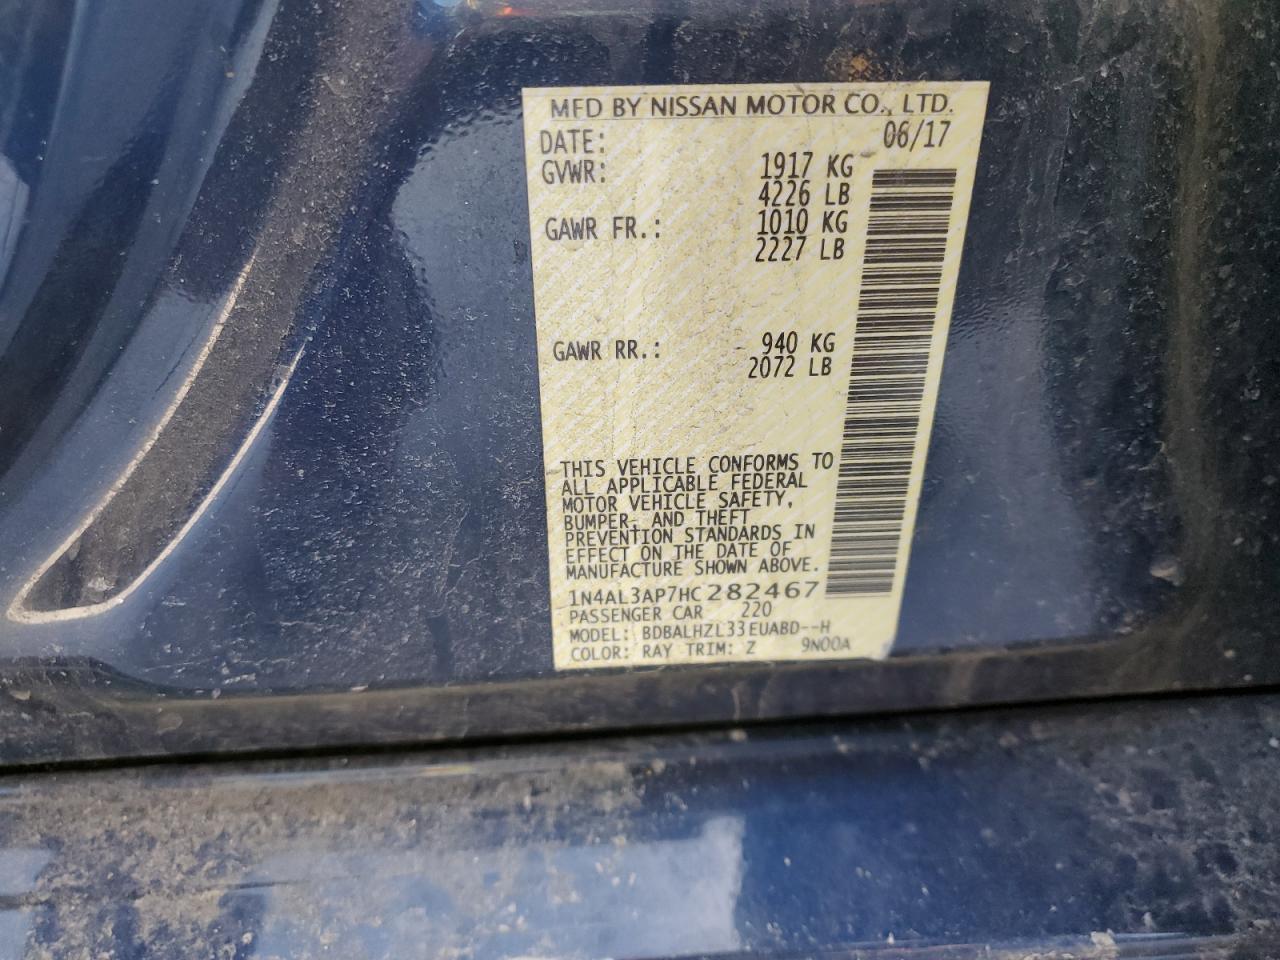 MFD BY NISSAN MOTOR CO., LTD.
DATE: 06/17
GVWR: 1917 KG
4226 LB
GAWR FR.: 1010 KG
2227 LB
GAWR RR.: 940 KG
2072 LB
THIS VEHICLE CONFORMS TO
ALL APPLICABLE FEDERAL
MOTOR VEHICLE SAFETY,
BUMPER, AND THEFT
PREVENTION STANDARDS IN
EFFECT ON THE DATE OF
MANUFACTURE SHOWN ABOVE.
1N4AL3AP7HC282467
PASSENGER CAR 220
MODEL: BDBALHZL33EUABD--H
COLOR: RAY TRIM: Z 9N00A